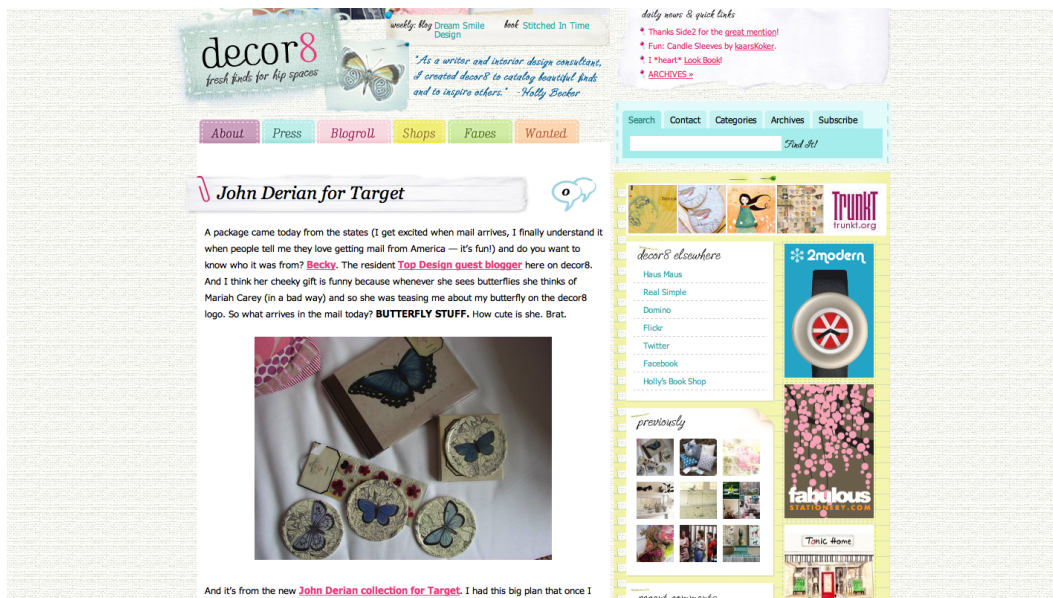 weekly: blog Dream Smile Design
book Stitched In Time
decor8
fresh finds for hip spaces
"As a writer and interior design consultant,
I created decor8 to catalog beautiful finds
and to inspire others." -Holly Becker
About Press Blogroll Shops Faves Wanted
John Derian for Target
0
A package came today from the states (I get excited when mail arrives, I finally understand it
when people tell me they love getting mail from America — it's fun!) and do you want to
know who it was from? Becky. The resident Top Design guest blogger here on decor8.
And I think her cheeky gift is funny because whenever she sees butterflies she thinks of
Mariah Carey (in a bad way) and so she was teasing me about my butterfly on the decor8
logo. So what arrives in the mail today? BUTTERFLY STUFF. How cute is she. Brat.
And it's from the new John Derian collection for Target. I had this big plan that once I
daily news & quick links
Thanks Side2 for the great mention!
Fun: Candle Sleeves by kaarsKoker.
I *heart* Look Book!
ARCHIVES »
Search Contact Categories Archives Subscribe
Find It!
TRUNKT
trunkt.org
decor8 elsewhere
Haus Maus
Real Simple
Domino
Flickr
Twitter
Facebook
Holly's Book Shop
previously
recent comments
2modern
fabulous
STATIONERY.COM
Tonic Home